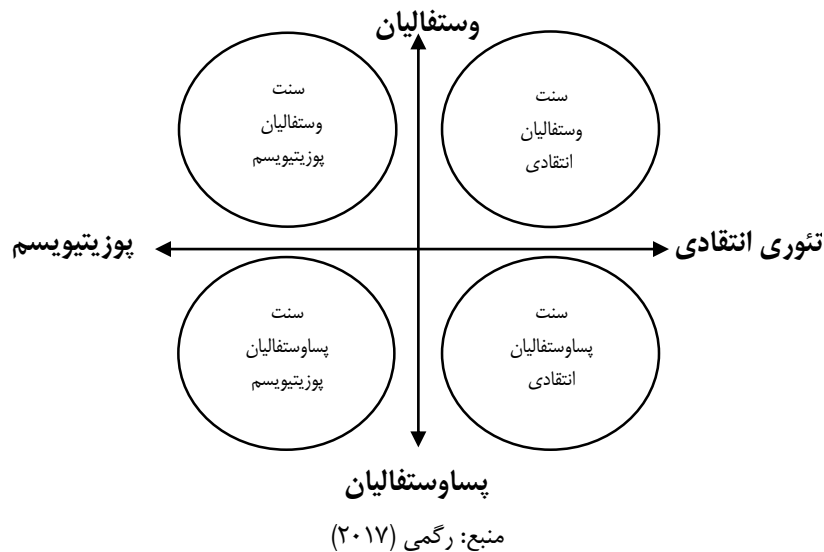 وستفالیان
سنت
وستفالیان
انتقادی
سنت
وستفالیان
پوزیتیویسم
تئوری انتقادی
پوزیتیویسم
سنت
پساوستفالیان
انتقادی
سنت
پساوستفالیان
پوزیتیویسم
پساوستفالیان
منبع: رگمی (۲۰۱۷)